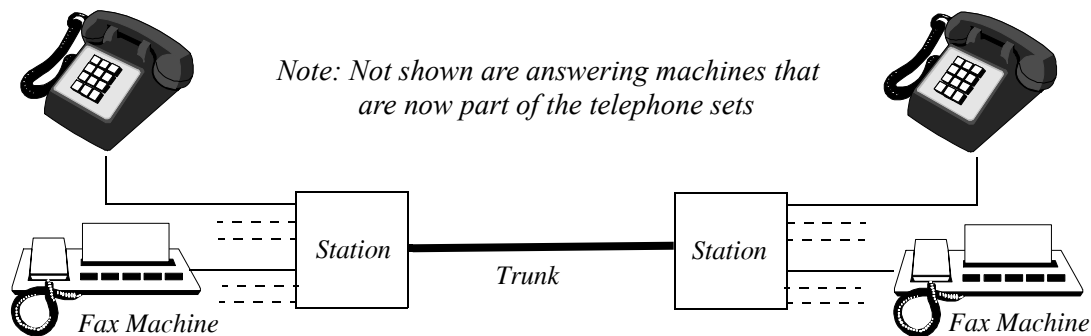 Note: Not shown are answering machines that
are now part of the telephone sets
Station
Station
Trunk
Fax Machine
Fax Machine